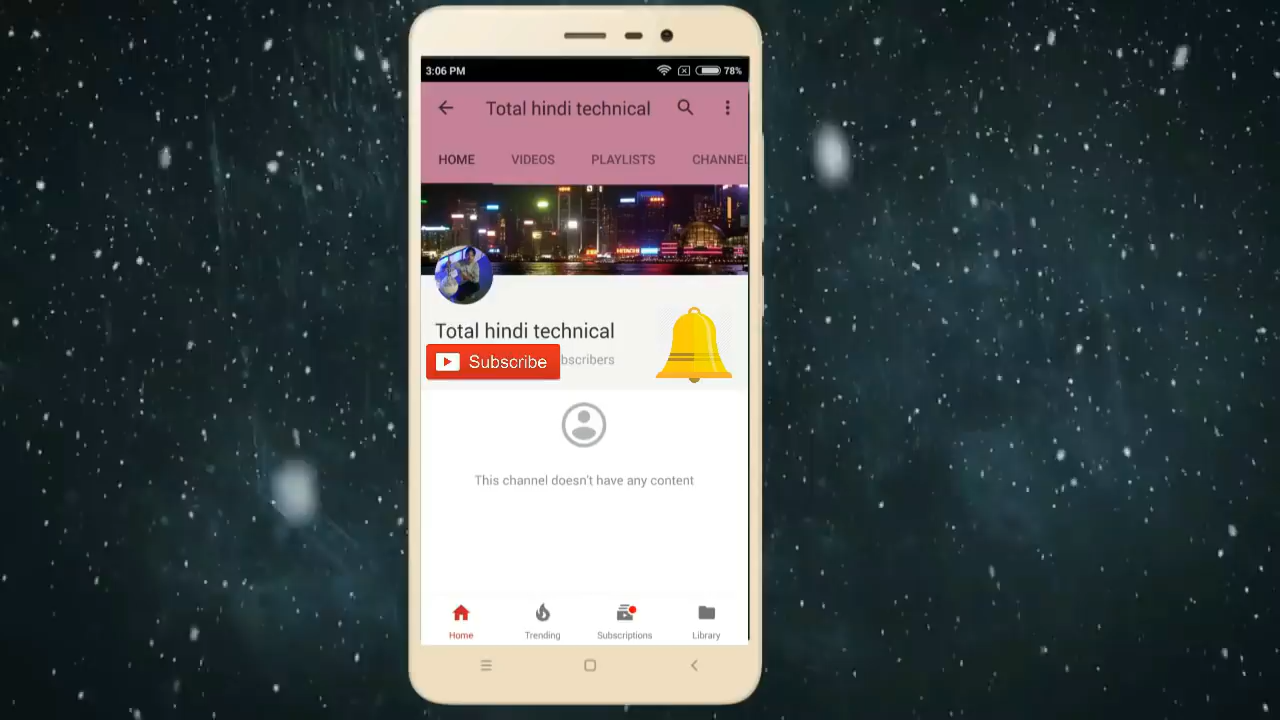 3:06 PM 78%
Total hindi technical
HOME VIDEOS PLAYLISTS CHANNEL
Total hindi technical
Subscribe bscribers
This channel doesn't have any content
Home Trending Subscriptions Library